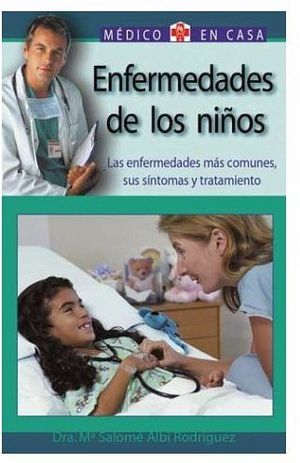 MÉDICO EN CASA
Enfermedades
de los niños
Las enfermedades más comunes,
sus síntomas y tratamiento
Dra. Mª Salomé Albi Rodríguez